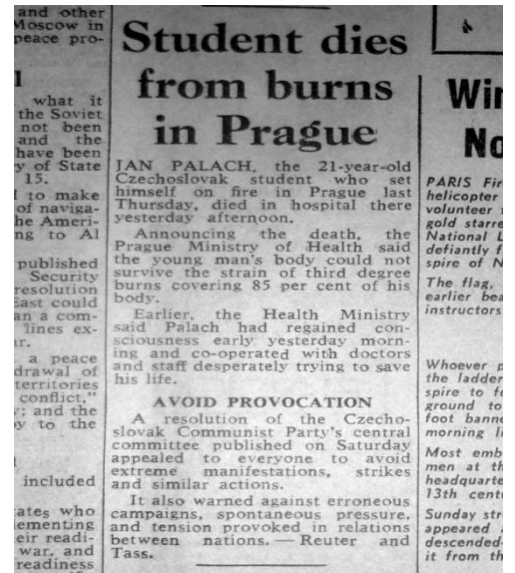 and other
Moscow in
peace pro-
l
what it
the Soviet
not been
and the
have been
y of State
15.
l to make
of naviga-
he Ameri-
ng to Al
published
Security
resolution
East could
an a com-
lines ex-
ar.
a peace
drawal of
territories
conflict,"
y; and the
y to the
l
included
ates who
ementing
eir readi-
war, and
readiness
Student dies
from burns
in Prague
JAN PALACH, the 21-year-old
Czechoslovak student who set
himself on fire in Prague last
Thursday, died in hospital there
yesterday afternoon.
Announcing the death, the
Prague Ministry of Health said
the young man's body could not
survive the strain of third degree
burns covering 85 per cent of his
body.
Earlier, the Health Ministry
said Palach had regained con-
sciousness early yesterday morn-
ing and co-operated with doctors
and staff desperately trying to save
his life.
AVOID PROVOCATION
A resolution of the Czecho-
slovak Communist Party's central
committee published on Saturday
appealed to everyone to avoid
extreme manifestations, strikes
and similar actions.
It also warned against erroneous
campaigns, spontaneous pressure,
and tension provoked in relations
between nations. — Reuter and
Tass.
Win
No
PARIS Fir
helicopter
volunteer
gold starre
National L
defiantly f
spire of N
The flag,
earlier bea
instructors
Whoever p
the ladder
spire to fo
ground to
foot banne
morning li
Most emb
men at th
headquarte
13th centu
Sunday str
appeared a
descended
it from th